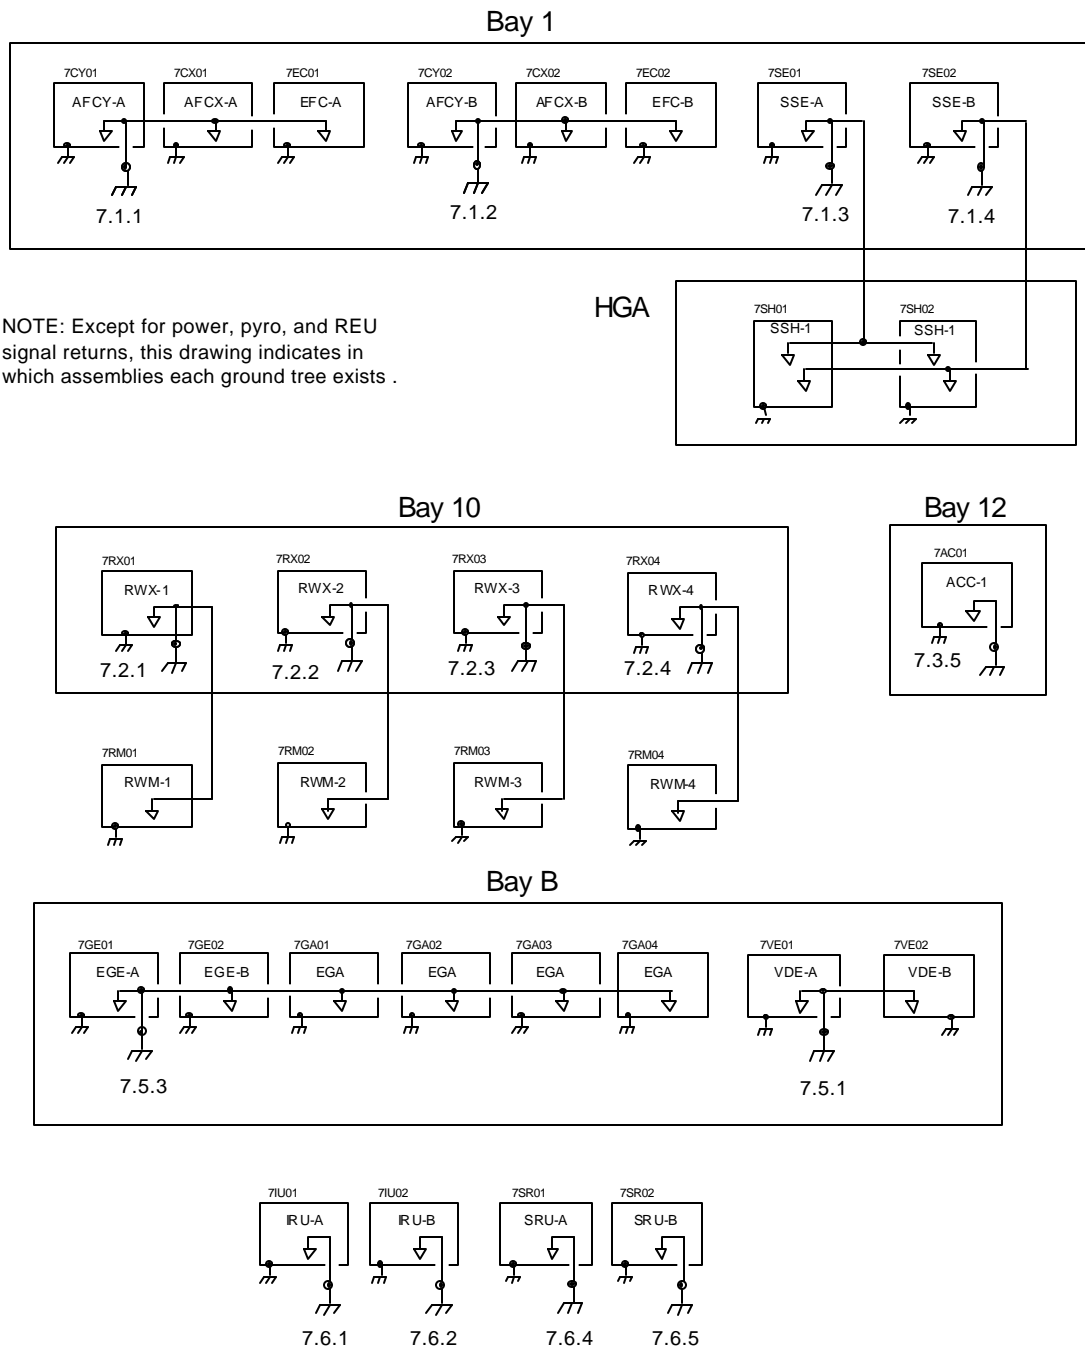 Bay 1
7CY01 7CX01 7EC01 7CY02 7CX02 7EC02 7SE01 7SE02
AFCY-A AFCX-A EFC-A AFCY-B AFCX-B EFC-B SSE-A SSE-B
7.1.1 7.1.2 7.1.3 7.1.4
HGA
7SH01 7SH02
SSH-1 SSH-1
NOTE: Except for power, pyro, and REU
signal returns, this drawing indicates in
which assemblies each ground tree exists .
Bay 10
7RX01 7RX02 7RX03 7RX04
RWX-1 RWX-2 RWX-3 RWX-4
7.2.1 7.2.2 7.2.3 7.2.4
Bay 12
7AC01
ACC-1
7.3.5
7RM01 7RM02 7RM03 7RM04
RWM-1 RWM-2 RWM-3 RWM-4
Bay B
7GE01 7GE02 7GA01 7GA02 7GA03 7GA04 7VE01 7VE02
EGE-A EGE-B EGA EGA EGA EGA VDE-A VDE-B
7.5.3 7.5.1
7IU01 7IU02 7SR01 7SR02
IRU-A IRU-B SRU-A SRU-B
7.6.1 7.6.2 7.6.4 7.6.5